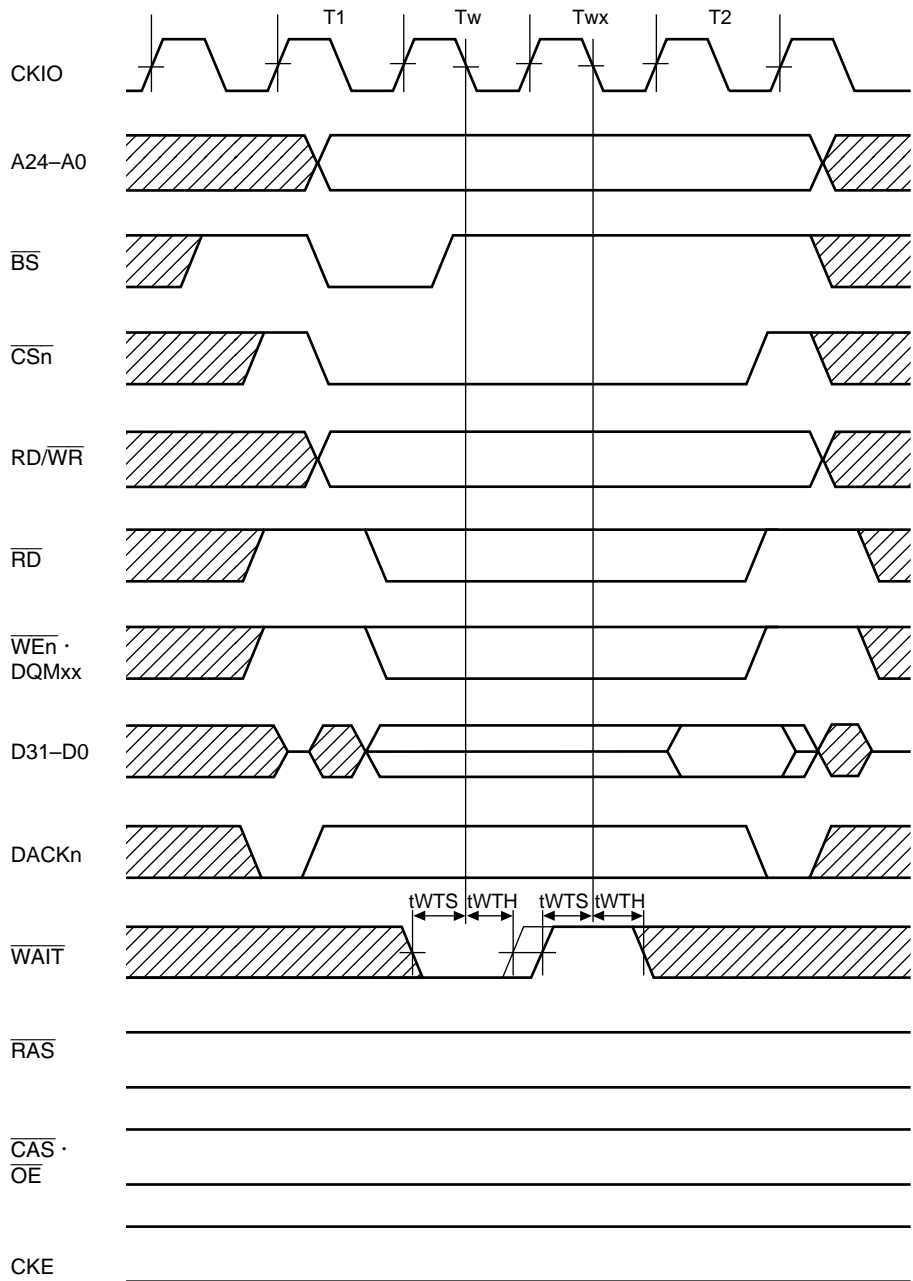 T1 Tw Twx T2
CKIO
A24–A0
BS
CSn
RD/WR
RD
WEn ·
DQMxx
D31–D0
DACKn
tWTS tWTH tWTS tWTH
WAIT
RAS
CAS ·
OE
CKE